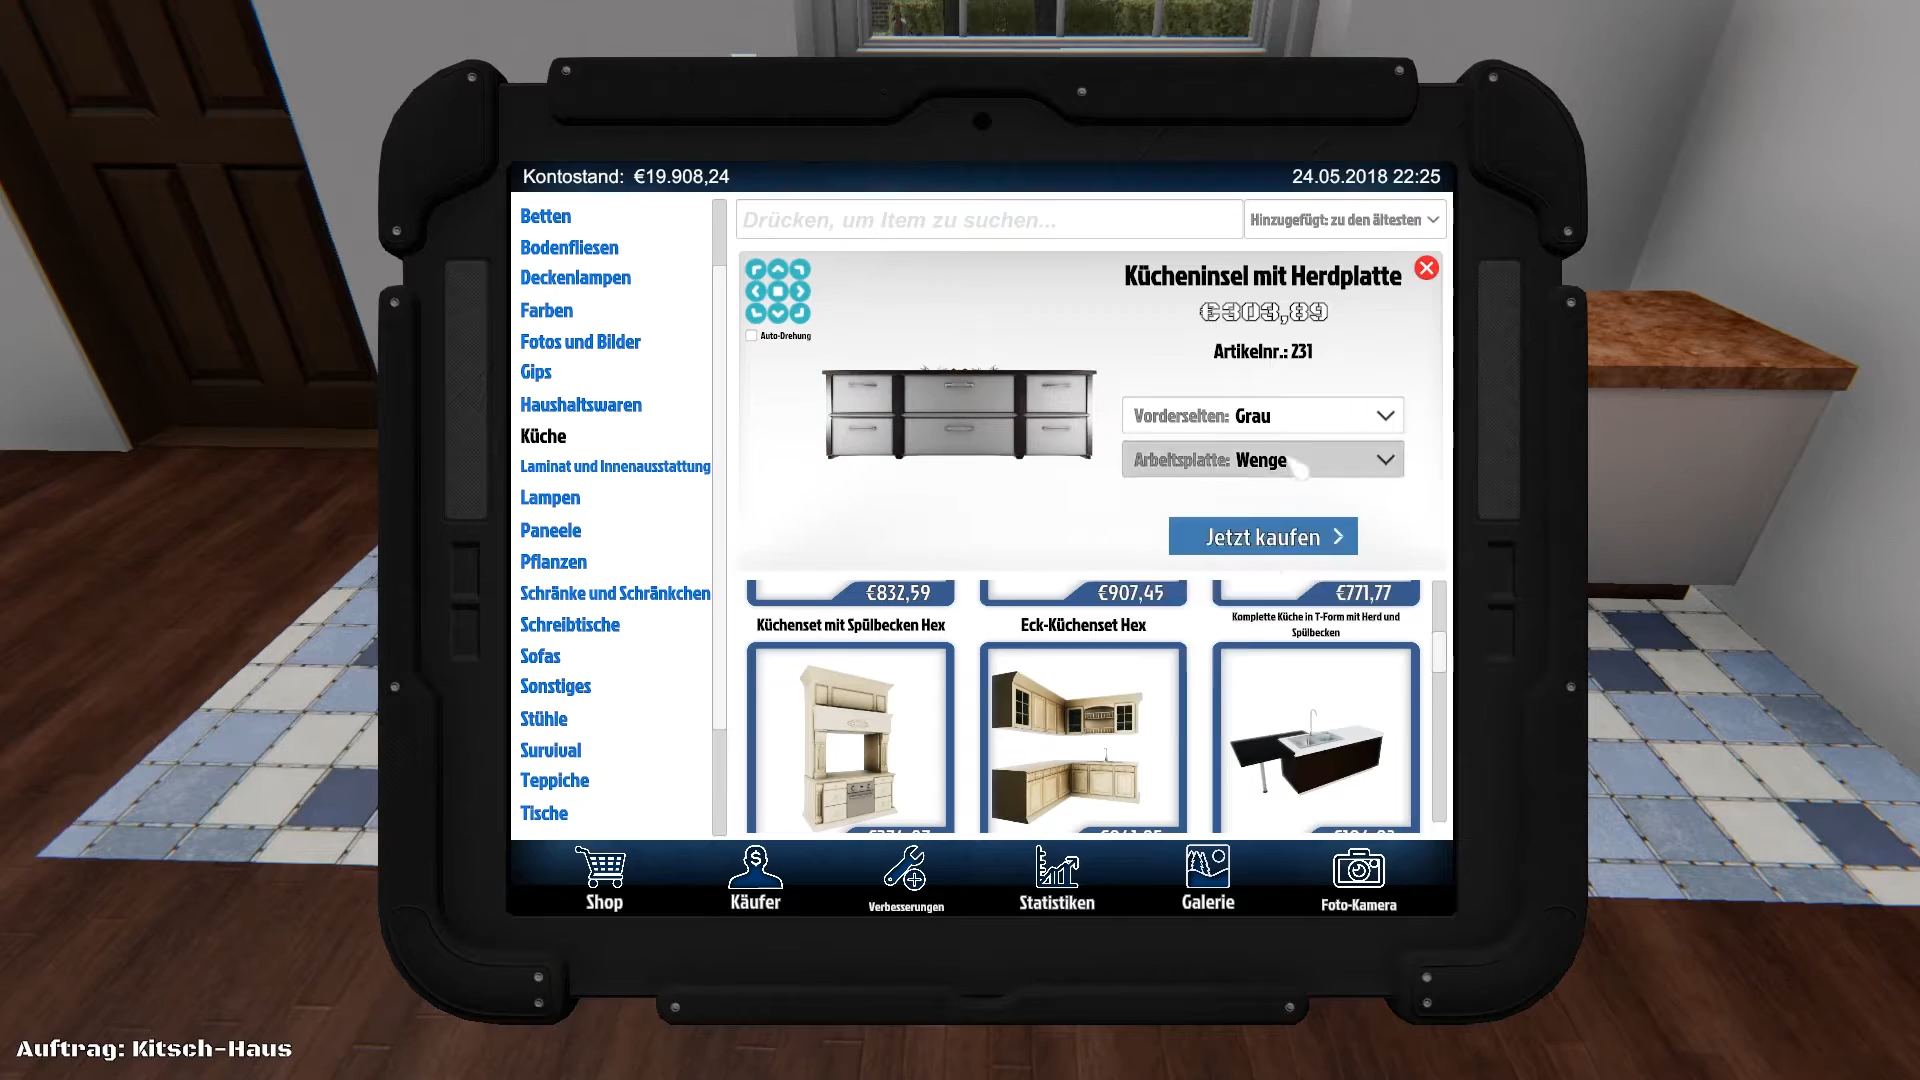 Kontostand: €19.908,24
24.05.2018 22:25
Betten
Bodenfliesen
Deckenlampen
Farben
Fotos und Bilder
Gips
Haushaltswaren
Küche
Laminat und Innenausstattung
Lampen
Paneele
Pflanzen
Schränke und Schränkchen
Schreibtische
Sofas
Sonstiges
Stühle
Survival
Teppiche
Tische
Drücken, um Item zu suchen...
Hinzugefügt: zu den ältesten
Auto-Drehung
Kücheninsel mit Herdplatte
€303,89
Artikelnr.: 231
Vorderseiten: Grau
Arbeitsplatte: Wenge
Jetzt kaufen
€832,59
€907,45
€771,77
Küchenset mit Spülbecken Hex
Eck-Küchenset Hex
Komplette Küche in T-Form mit Herd und
Spülbecken
Shop
Käufer
Verbesserungen
Statistiken
Galerie
Foto-Kamera
Auftrag: Kitsch-Haus